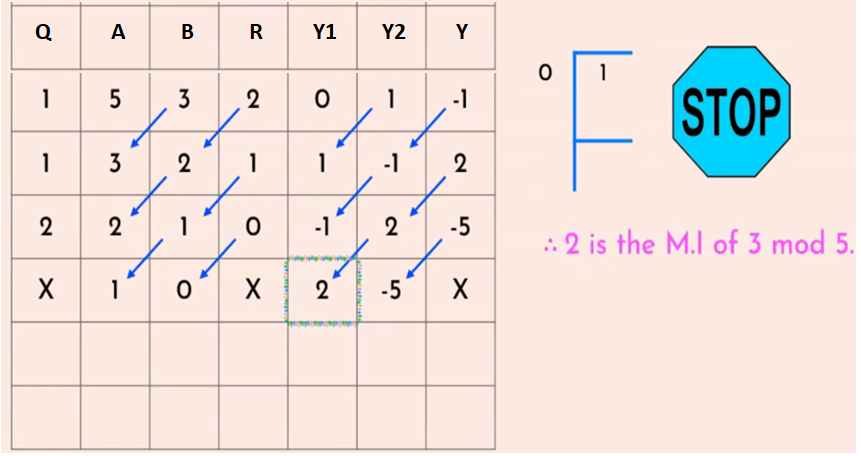 Q A B R Y1 Y2 Y
1 5 3 2 0 1 -1
1 3 2 1 1 -1 2
2 2 1 0 -1 2 -5
X 1 0 X 2 -5 X
0 1
STOP
∴ 2 is the M.I of 3 mod 5.